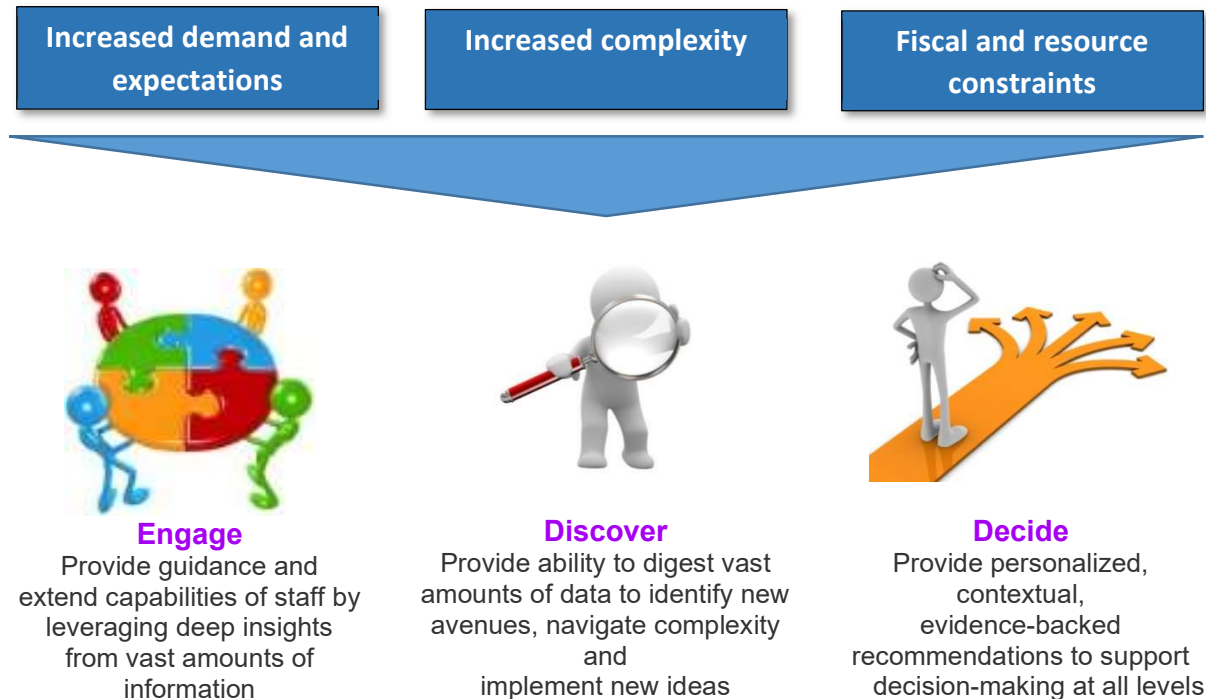 Increased demand and
expectations
Increased complexity
Fiscal and resource
constraints
Engage
Provide guidance and
extend capabilities of staff by
leveraging deep insights
from vast amounts of
information
Discover
Provide ability to digest vast
amounts of data to identify new
avenues, navigate complexity
and
implement new ideas
Decide
Provide personalized,
contextual,
evidence-backed
recommendations to support
decision-making at all levels